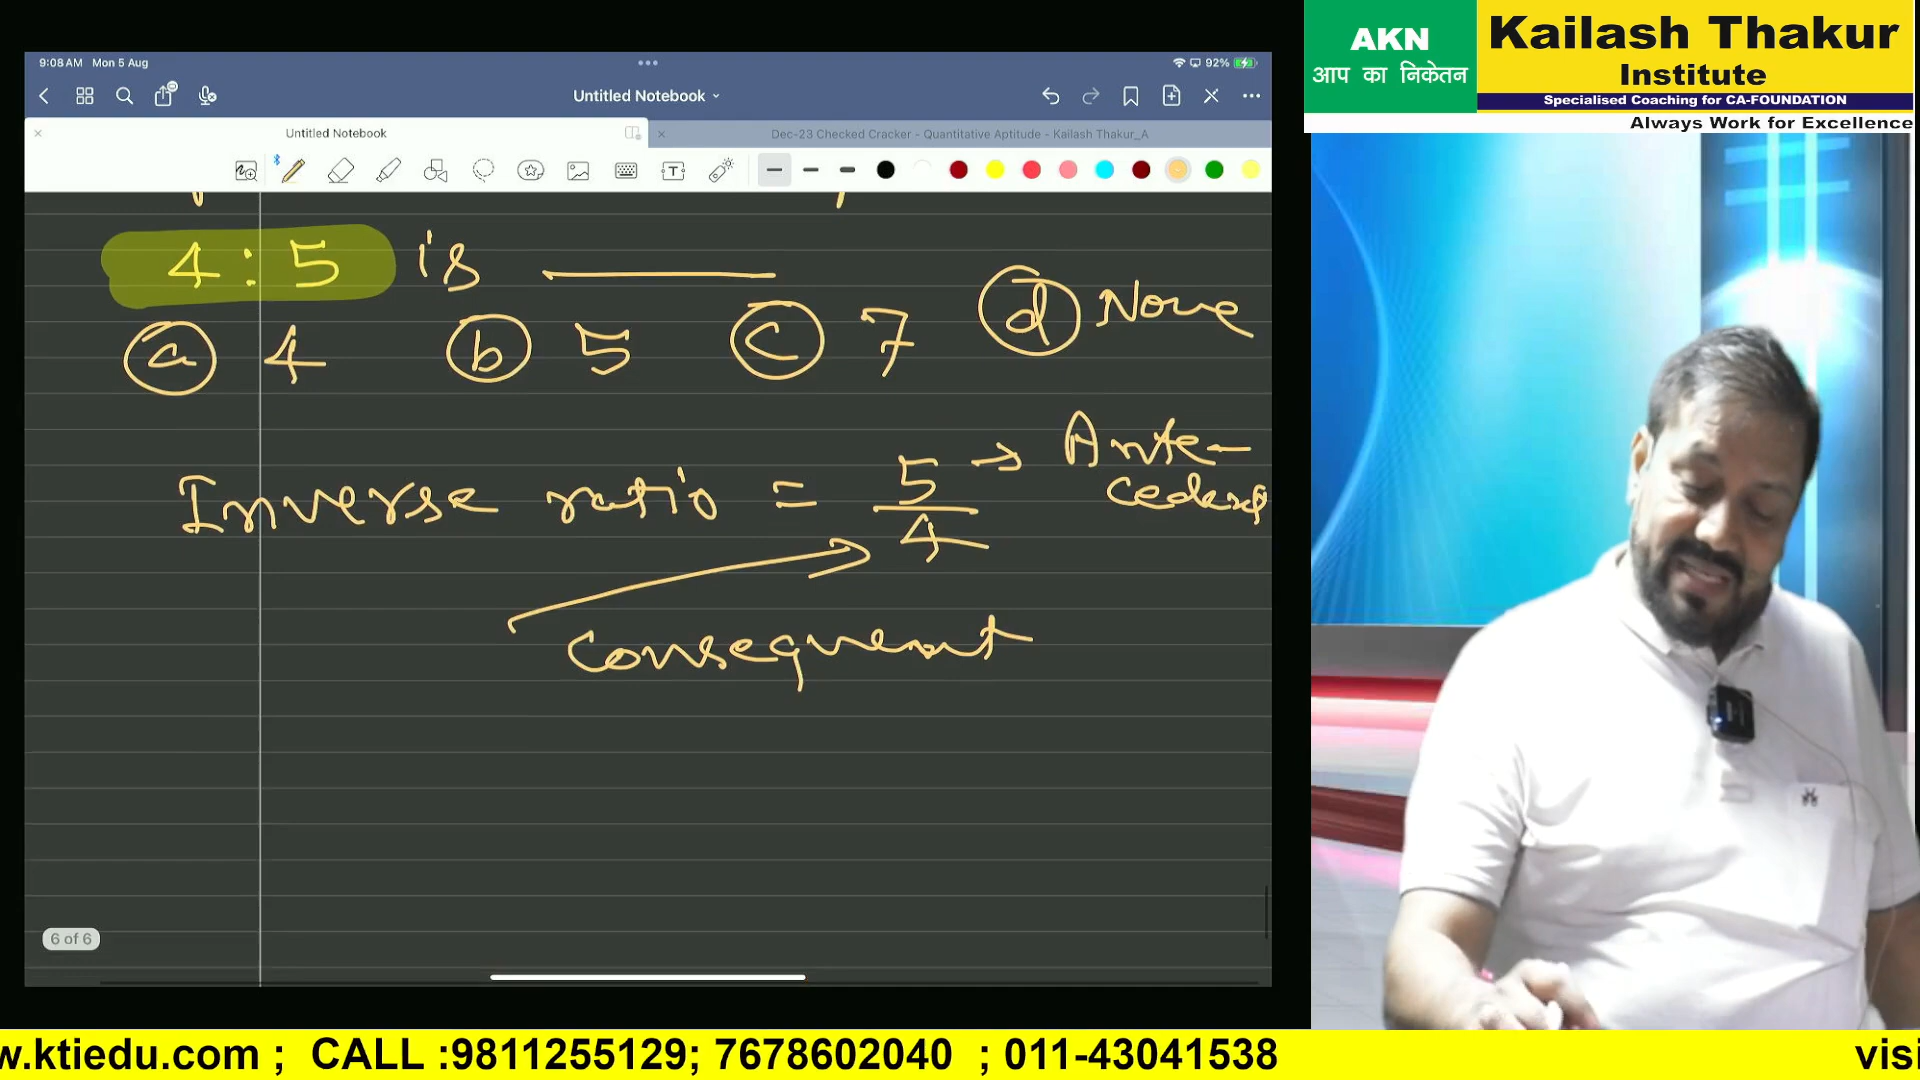 AKN
आप का निकेतन
Kailash Thakur
Institute
Specialised Coaching for CA-FOUNDATION
Always Work for Excellence
9:08 AM Mon 5 Aug
92%
Untitled Notebook
Untitled Notebook
Dec-23 Checked Cracker - Quantitative Aptitude - Kailash Thakur_A
4 : 5 is
a 4 b 5 c 7 d None
Inverse ratio = 5/4 → Ante-
cedent
Consequent
6 of 6
w.ktiedu.com ; CALL :9811255129; 7678602040 ; 011-43041538
visi